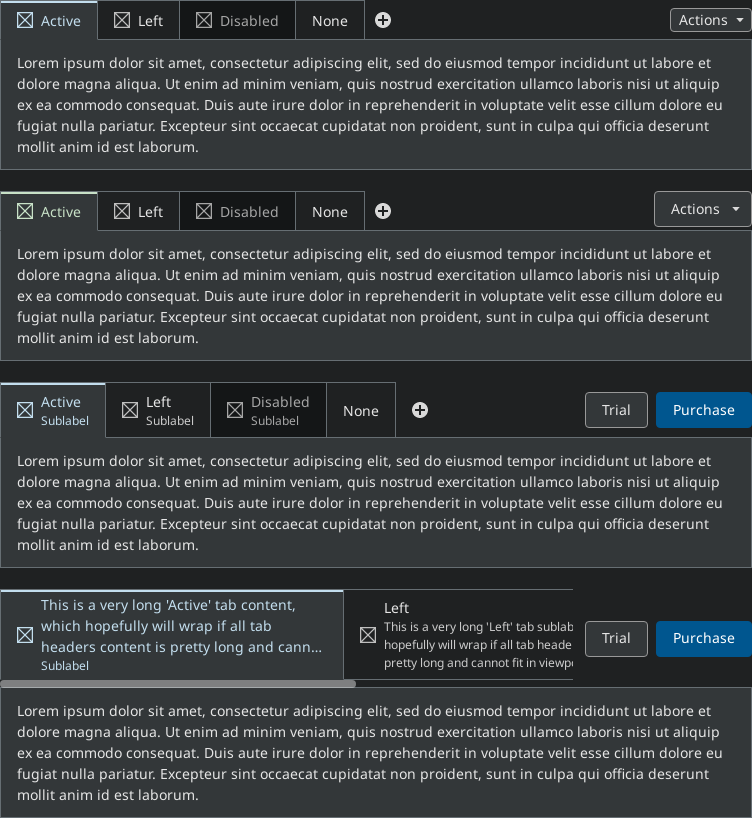 Active Left Disabled None Actions
Lorem ipsum dolor sit amet, consectetur adipiscing elit, sed do eiusmod tempor incididunt ut labore et
dolore magna aliqua. Ut enim ad minim veniam, quis nostrud exercitation ullamco laboris nisi ut aliquip
ex ea commodo consequat. Duis aute irure dolor in reprehenderit in voluptate velit esse cillum dolore eu
fugiat nulla pariatur. Excepteur sint occaecat cupidatat non proident, sunt in culpa qui officia deserunt
mollit anim id est laborum.
Active Left Disabled None Actions
Lorem ipsum dolor sit amet, consectetur adipiscing elit, sed do eiusmod tempor incididunt ut labore et
dolore magna aliqua. Ut enim ad minim veniam, quis nostrud exercitation ullamco laboris nisi ut aliquip
ex ea commodo consequat. Duis aute irure dolor in reprehenderit in voluptate velit esse cillum dolore eu
fugiat nulla pariatur. Excepteur sint occaecat cupidatat non proident, sunt in culpa qui officia deserunt
mollit anim id est laborum.
Active
Sublabel
Left
Sublabel
Disabled
Sublabel
None
Trial
Purchase
Lorem ipsum dolor sit amet, consectetur adipiscing elit, sed do eiusmod tempor incididunt ut labore et
dolore magna aliqua. Ut enim ad minim veniam, quis nostrud exercitation ullamco laboris nisi ut aliquip
ex ea commodo consequat. Duis aute irure dolor in reprehenderit in voluptate velit esse cillum dolore eu
fugiat nulla pariatur. Excepteur sint occaecat cupidatat non proident, sunt in culpa qui officia deserunt
mollit anim id est laborum.
This is a very long 'Active' tab content,
which hopefully will wrap if all tab
headers content is pretty long and cann...
Sublabel
Left
This is a very long 'Left' tab sublab
hopefully will wrap if all tab heade
pretty long and cannot fit in viewp
Trial
Purchase
Lorem ipsum dolor sit amet, consectetur adipiscing elit, sed do eiusmod tempor incididunt ut labore et
dolore magna aliqua. Ut enim ad minim veniam, quis nostrud exercitation ullamco laboris nisi ut aliquip
ex ea commodo consequat. Duis aute irure dolor in reprehenderit in voluptate velit esse cillum dolore eu
fugiat nulla pariatur. Excepteur sint occaecat cupidatat non proident, sunt in culpa qui officia deserunt
mollit anim id est laborum.